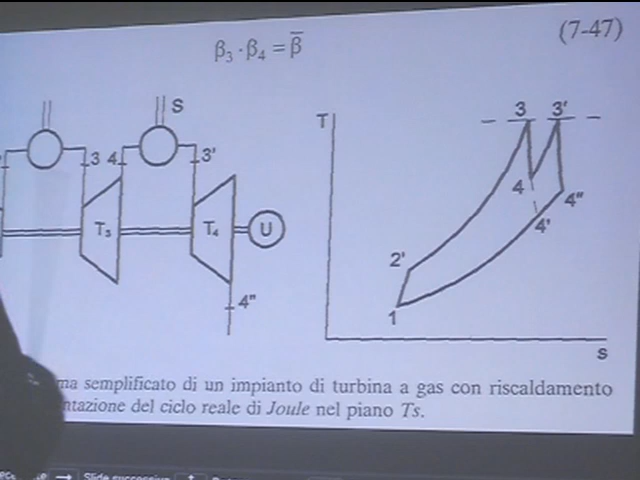 (7-47)
β₃ · β₄ = β̄
S
3 4
3'
T₃
T₄
U
4"
T
3 3'
4
4"
4'
2'
1
s
ma semplificato di un impianto di turbina a gas con riscaldamento
ntazione del ciclo reale di Joule nel piano Ts.
Slide successiva